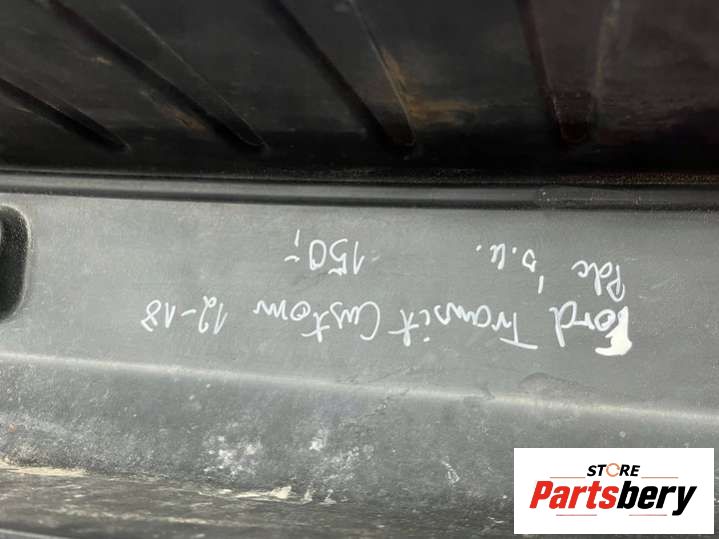 Ford Transit Custom 12-18
Pdc
150,-
STORE
Partsbery